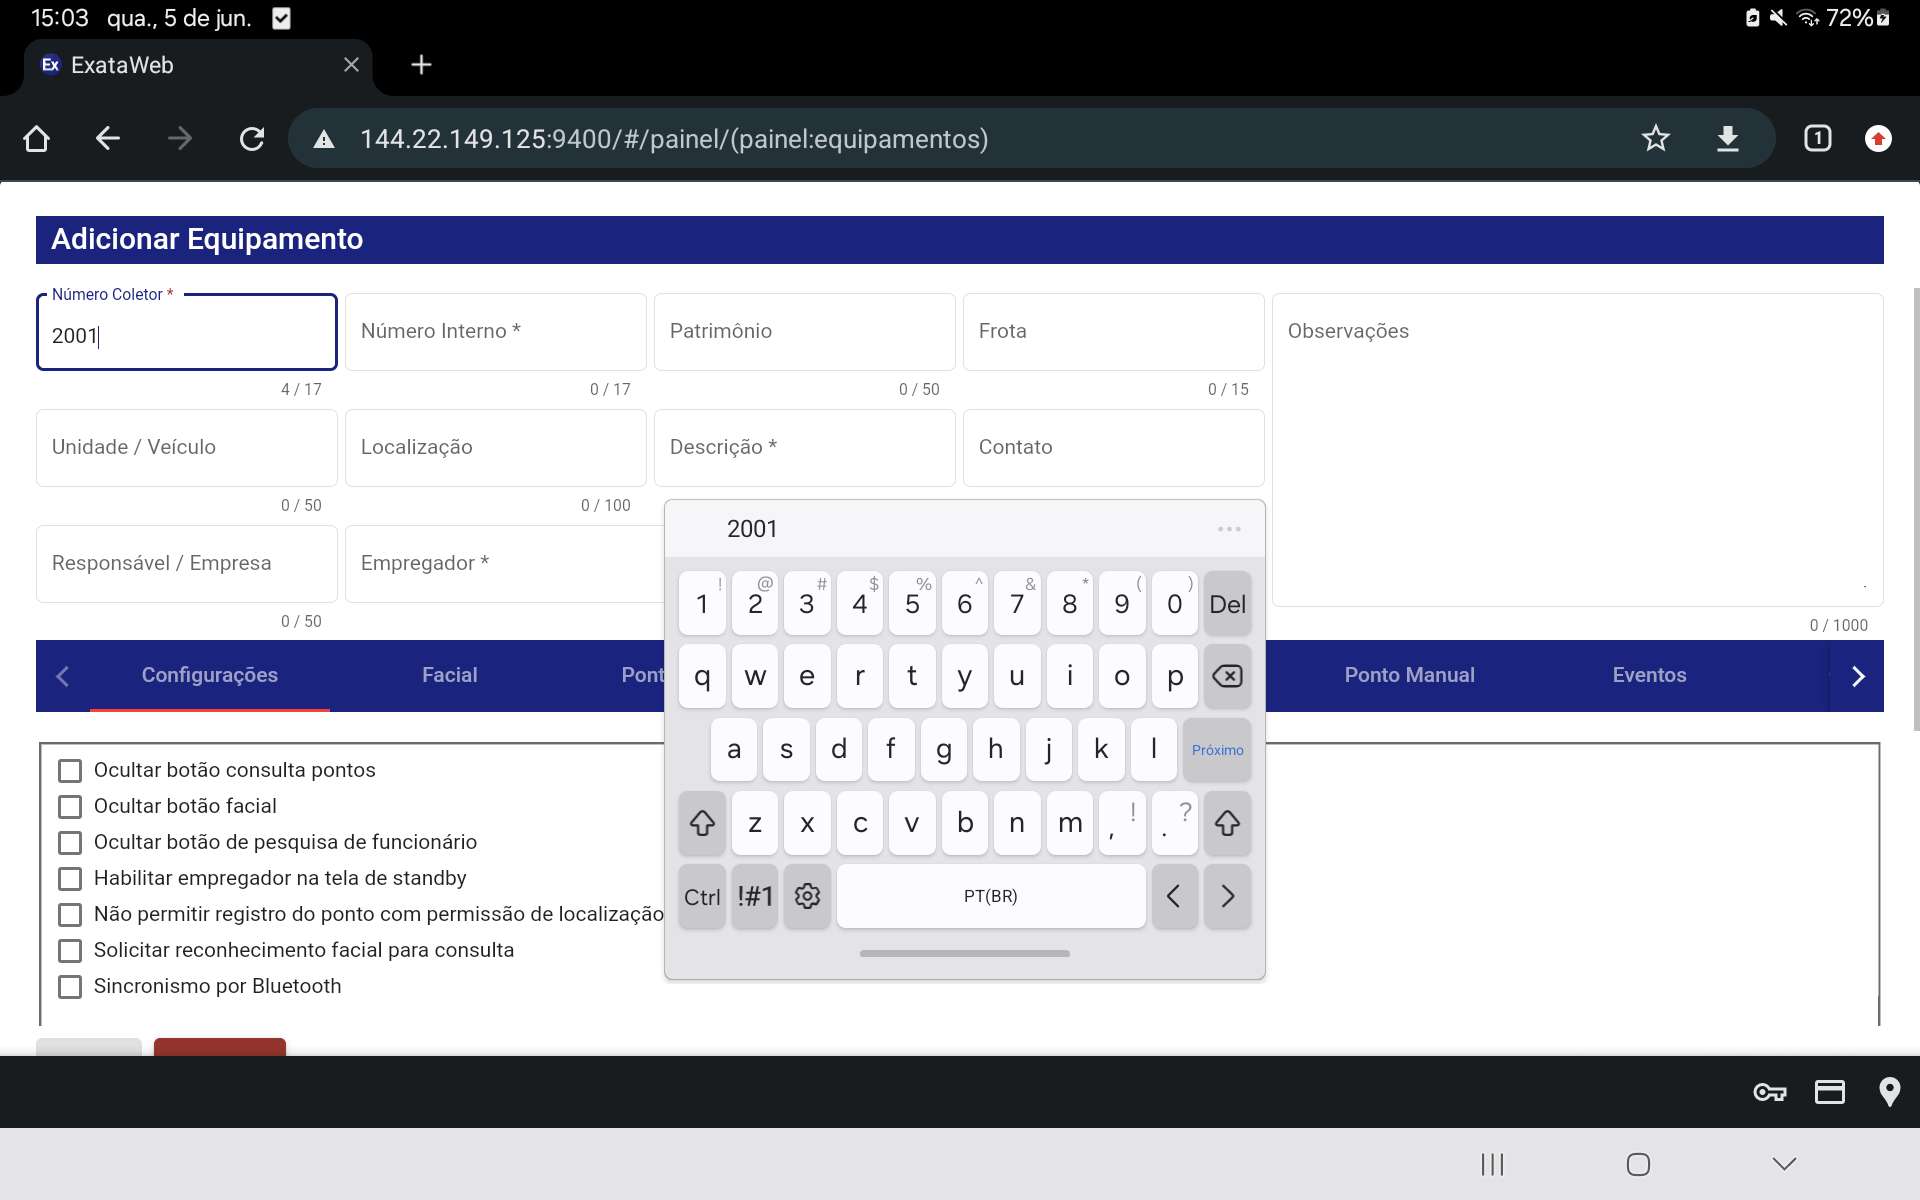 15:03 qua., 5 de jun.
72%
Ex ExataWeb
144.22.149.125:9400/#/painel/(painel:equipamentos)
1
Adicionar Equipamento
Número Coletor *
2001
4 / 17
Número Interno *
0 / 17
Patrimônio
0 / 50
Frota
0 / 15
Observações
0 / 1000
Unidade / Veículo
0 / 50
Localização
0 / 100
Descrição *
Contato
Responsável / Empresa
0 / 50
Empregador *
Configurações
Facial
Pont
Ponto Manual
Eventos
Ocultar botão consulta pontos
Ocultar botão facial
Ocultar botão de pesquisa de funcionário
Habilitar empregador na tela de standby
Não permitir registro do ponto com permissão de localização
Solicitar reconhecimento facial para consulta
Sincronismo por Bluetooth
2001
! @ # $ % ^ & * ( )
1 2 3 4 5 6 7 8 9 0 Del
q w e r t y u i o p
a s d f g h j k l Próximo
z x c v b n m , ! . ?
Ctrl !#1 PT(BR) < >